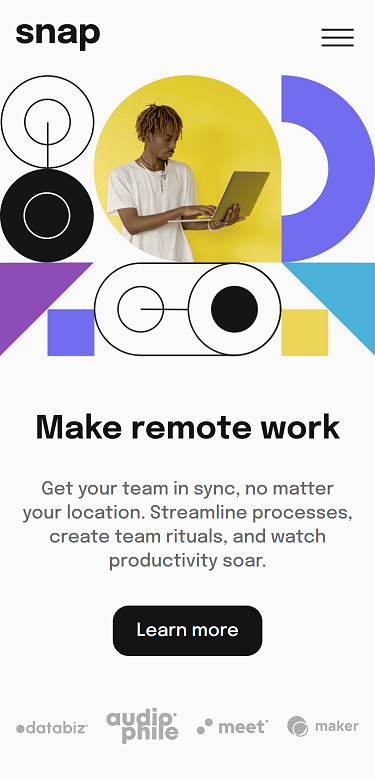 snap
Make remote work
Get your team in sync, no matter
your location. Streamline processes,
create team rituals, and watch
productivity soar.
Learn more
databiz
audiophile
meet
maker